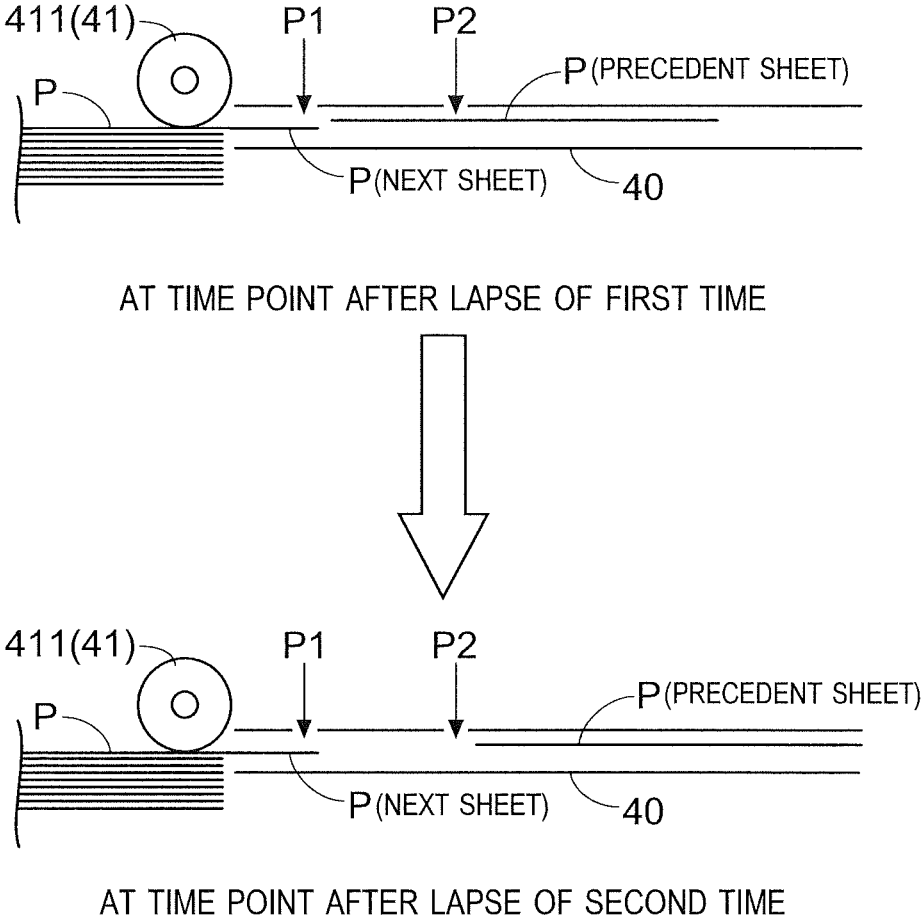 411(41)
P1
P2
P
P (PRECEDENT SHEET)
P (NEXT SHEET)
40
AT TIME POINT AFTER LAPSE OF FIRST TIME
411(41)
P1
P2
P
P (PRECEDENT SHEET)
P (NEXT SHEET)
40
AT TIME POINT AFTER LAPSE OF SECOND TIME